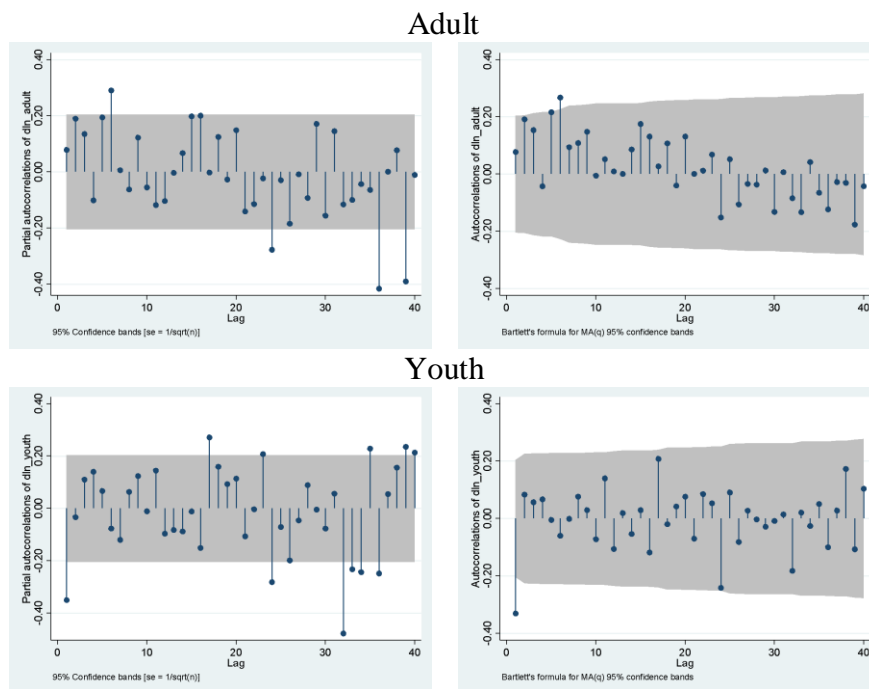 Adult
Partial autocorrelations of dln_adult
0.40
0.20
0.00
-0.20
-0.40
0 10 20 30 40
Lag
95% Confidence bands [se = 1/sqrt(n)]
Autocorrelations of dln_adult
0.40
0.20
0.00
-0.20
-0.40
0 10 20 30 40
Lag
Bartlett's formula for MA(q) 95% confidence bands
Youth
Partial autocorrelations of dln_youth
0.40
0.20
0.00
-0.20
-0.40
0 10 20 30 40
Lag
95% Confidence bands [se = 1/sqrt(n)]
Autocorrelations of dln_youth
0.40
0.20
0.00
-0.20
-0.40
0 10 20 30 40
Lag
Bartlett's formula for MA(q) 95% confidence bands